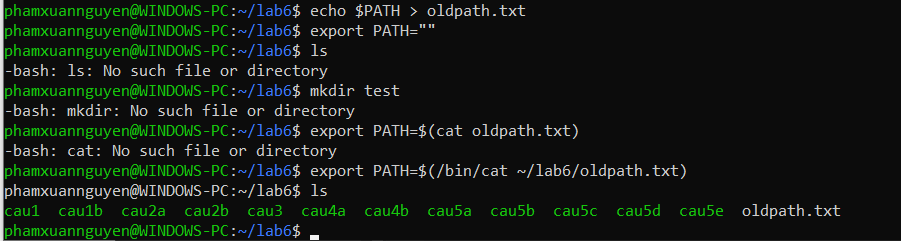 phamxuannguyen@WINDOWS-PC:~/lab6$ echo $PATH > oldpath.txt
phamxuannguyen@WINDOWS-PC:~/lab6$ export PATH=""
phamxuannguyen@WINDOWS-PC:~/lab6$ ls
-bash: ls: No such file or directory
phamxuannguyen@WINDOWS-PC:~/lab6$ mkdir test
-bash: mkdir: No such file or directory
phamxuannguyen@WINDOWS-PC:~/lab6$ export PATH=$(cat oldpath.txt)
-bash: cat: No such file or directory
phamxuannguyen@WINDOWS-PC:~/lab6$ export PATH=$(/bin/cat ~/lab6/oldpath.txt)
phamxuannguyen@WINDOWS-PC:~/lab6$ ls
cau1  cau1b  cau2a  cau2b  cau3  cau4a  cau4b  cau5a  cau5b  cau5c  cau5d  cau5e  oldpath.txt
phamxuannguyen@WINDOWS-PC:~/lab6$